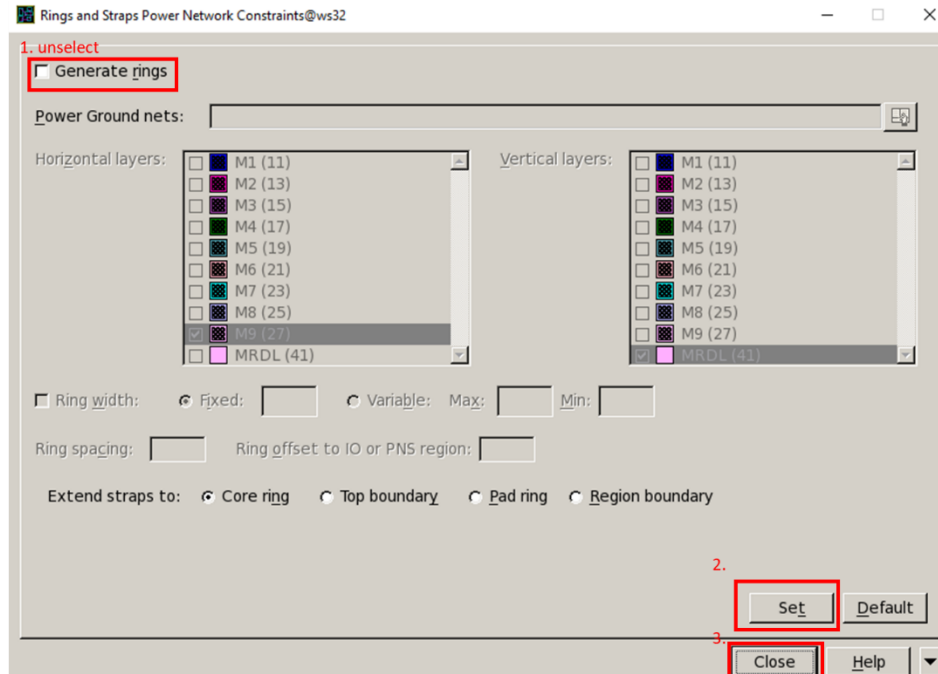 Rings and Straps Power Network Constraints@ws32
1. unselect
Generate rings
Power Ground nets:
Horizontal layers:
M1 (11)
M2 (13)
M3 (15)
M4 (17)
M5 (19)
M6 (21)
M7 (23)
M8 (25)
M9 (27)
MRDL (41)
Vertical layers:
M1 (11)
M2 (13)
M3 (15)
M4 (17)
M5 (19)
M6 (21)
M7 (23)
M8 (25)
M9 (27)
MRDL (41)
Ring width: Fixed: Variable: Max: Min:
Ring spacing: Ring offset to IO or PNS region:
Extend straps to: Core ring Top boundary Pad ring Region boundary
2.
Set Default
3.
Close Help